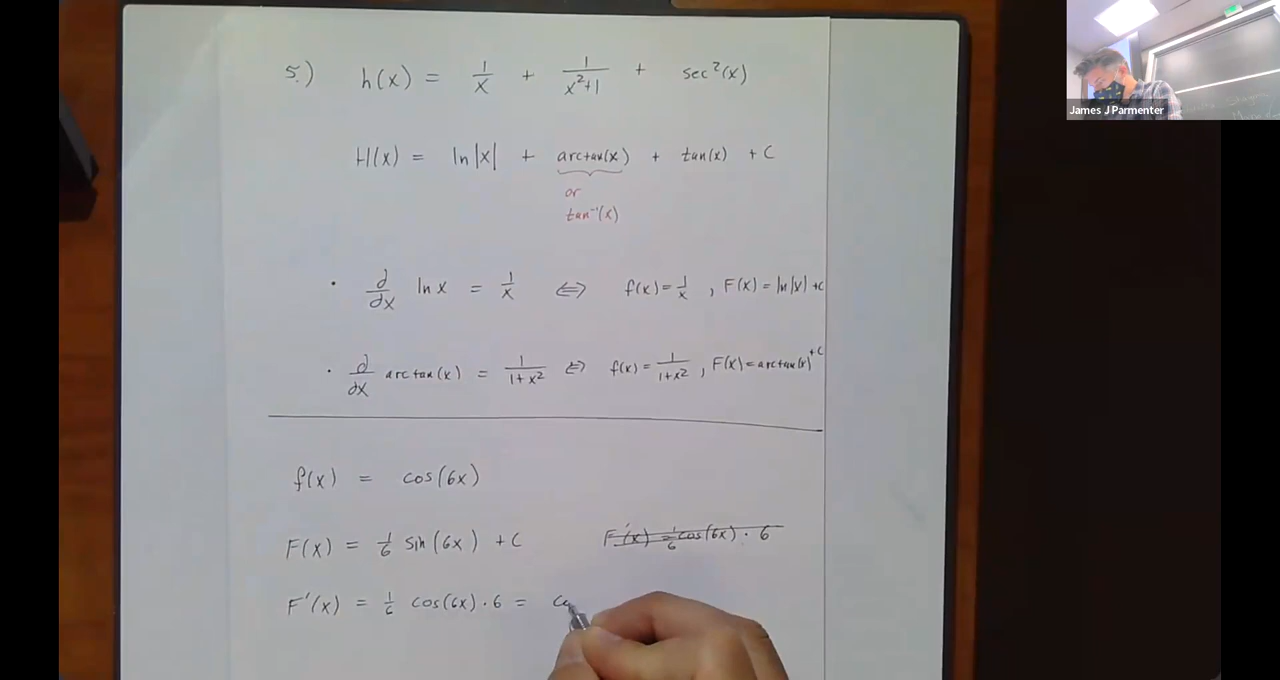 5.) h(x) = 1/x + 1/(x²+1) + sec²(x)
H(x) = ln|x| + arctan(x) + tan(x) + C
or
tan⁻¹(x)
· d/dx ln x = 1/x ⇔ f(x) = 1/x , F(x) = ln|x| + C
· d/dx arctan(x) = 1/(1+x²) ⇔ f(x) = 1/(1+x²) , F(x) = arctan(x) + C
f(x) = cos(6x)
F(x) = 1/6 sin(6x) + C F'(x) = 1/6 cos(6x) · 6
F'(x) = 1/6 cos(6x) · 6 = co
James J Parmenter